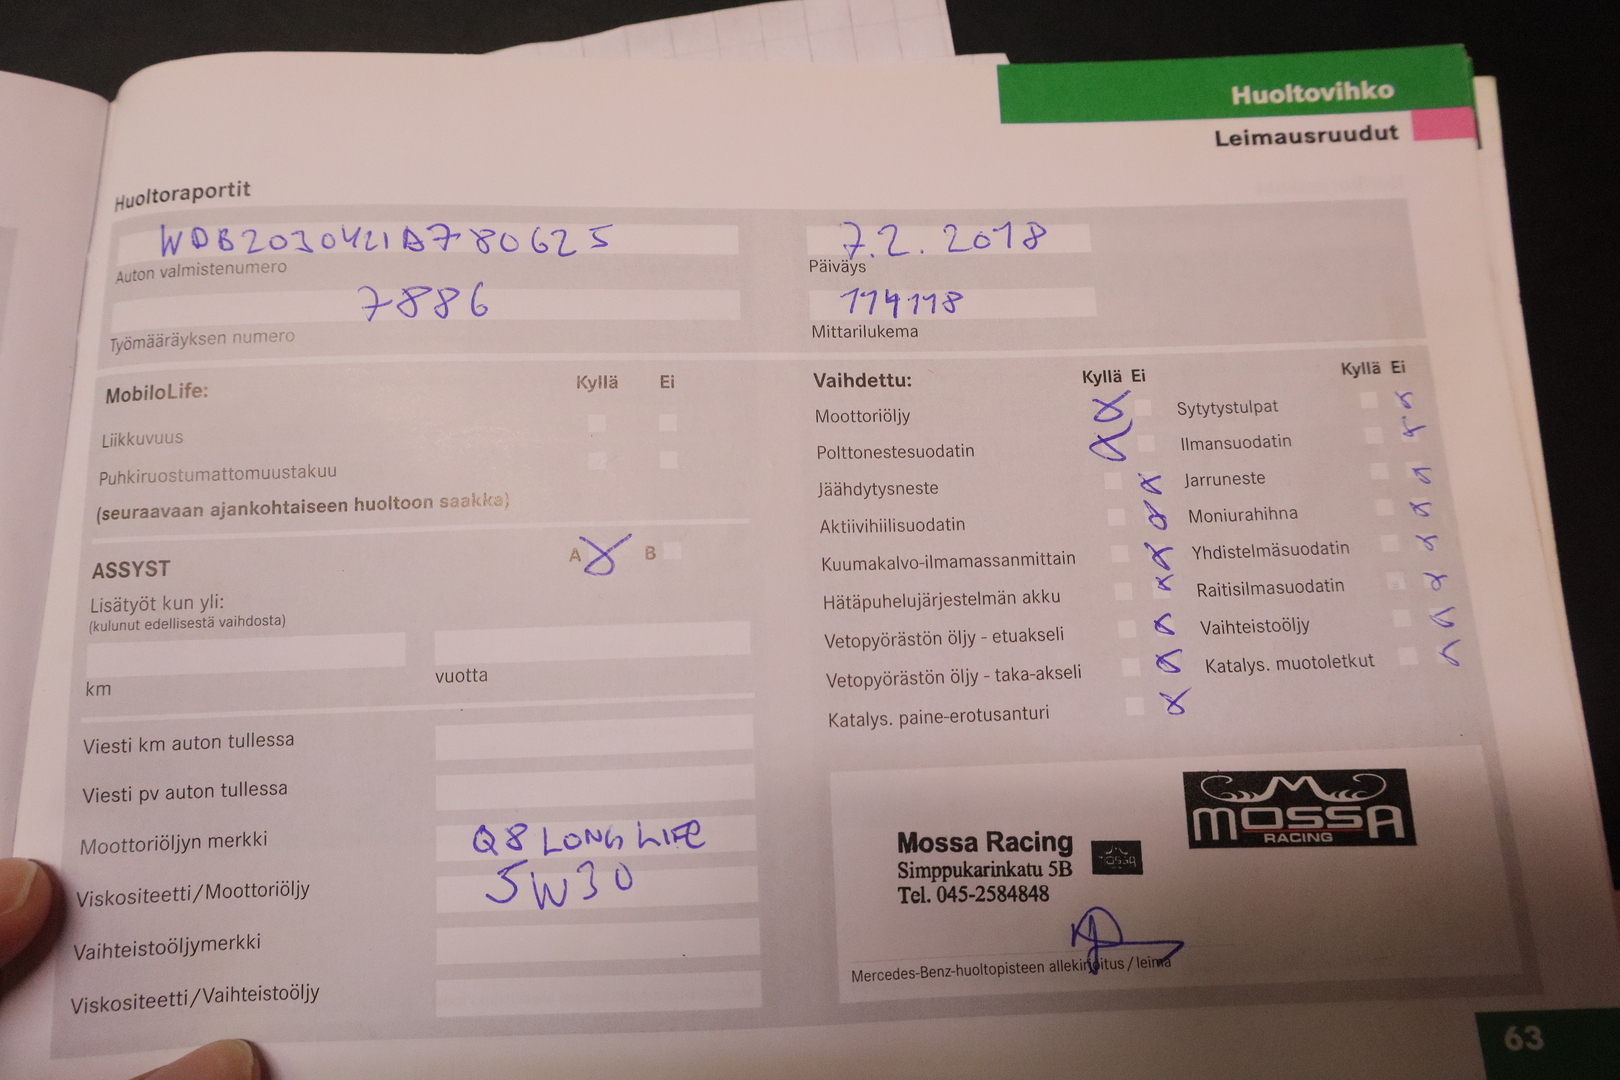 Huoltovihko
Leimausruudut
Huoltoraportit
WDB2030421A780625
Auton valmistenumero
7.2.2018
Päiväys
7886
Työmääräyksen numero
114118
Mittarilukema
MobiloLife: Kyllä Ei
Liikkuvuus
Puhkiruostumattomuustakuu
(seuraavaan ajankohtaiseen huoltoon saakka)
ASSYST A X B
Lisätyöt kun yli:
(kulunut edellisestä vaihdosta)
km vuotta
Viesti km auton tullessa
Viesti pv auton tullessa
Moottoriöljyn merkki Q8 LONG LIFE
Viskositeetti/Moottoriöljy 5W30
Vaihteistoöljymerkki
Viskositeetti/Vaihteistoöljy
Vaihdettu: Kyllä Ei Kyllä Ei
Moottoriöljy X Sytytystulpat X
Polttonestesuodatin X Ilmansuodatin X
Jäähdytysneste X Jarruneste X
Aktiivihiilisuodatin X Moniurahihna X
Kuumakalvo-ilmamassanmittain X Yhdistelmäsuodatin X
Hätäpuhelujärjestelmän akku X Raitisilmasuodatin X
Vetopyörästön öljy - etuakseli X Vaihteistoöljy X
Vetopyörästön öljy - taka-akseli X Katalys. muotoletkut X
Katalys. paine-erotusanturi X
MOSSA
RACING
Mossa Racing
MOSSA
Simppukarinkatu 5B
Tel. 045-2584848
Mercedes-Benz-huoltopisteen allekirjoitus / leima
63